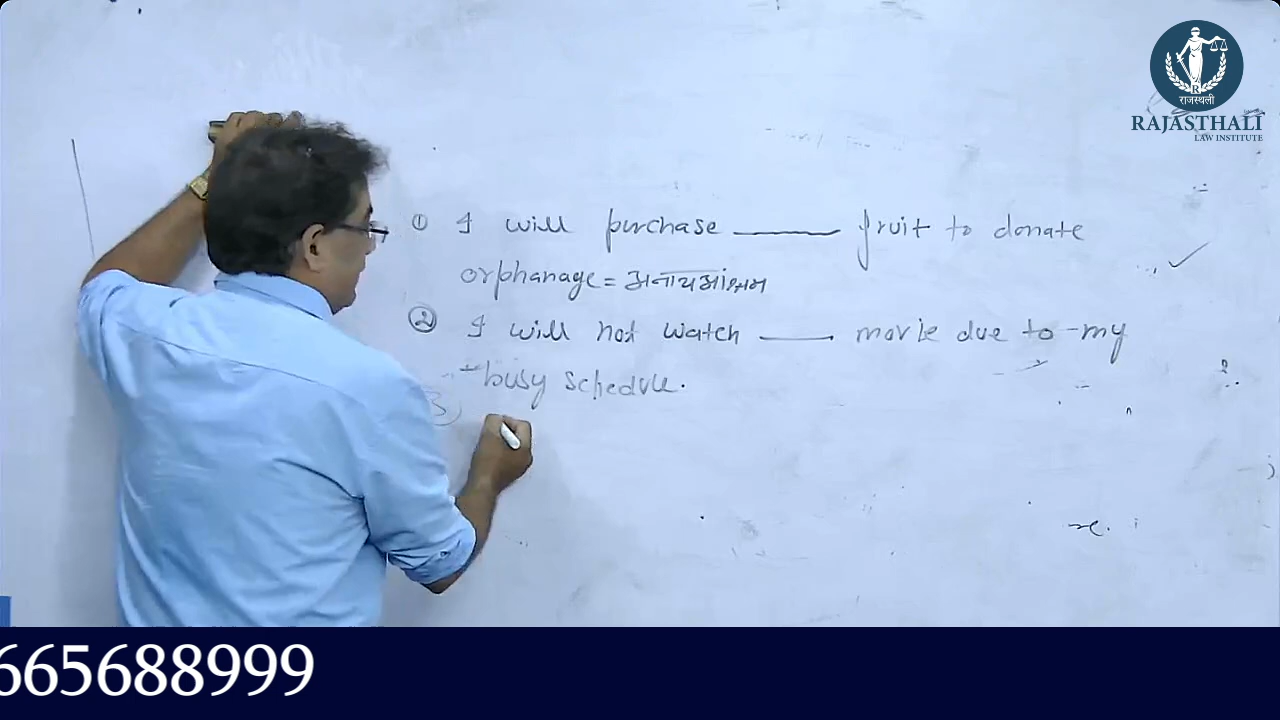 राजस्थली
RAJASTHALI
LAW INSTITUTE
① I will purchase ______ fruit to donate
orphanage = अनाथआश्रम
② I will not watch ____ movie due to my
busy schedule.
3)
665688999